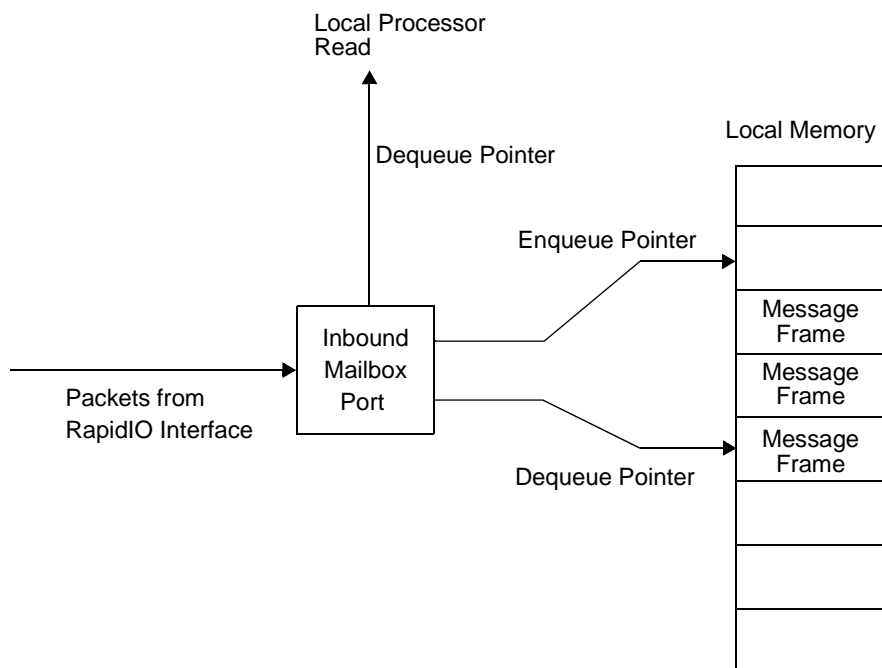 Local Processor
Read
Dequeue Pointer
Local Memory
Enqueue Pointer
Message
Frame
Inbound
Mailbox
Port
Message
Frame
Packets from
RapidIO Interface
Message
Frame
Dequeue Pointer